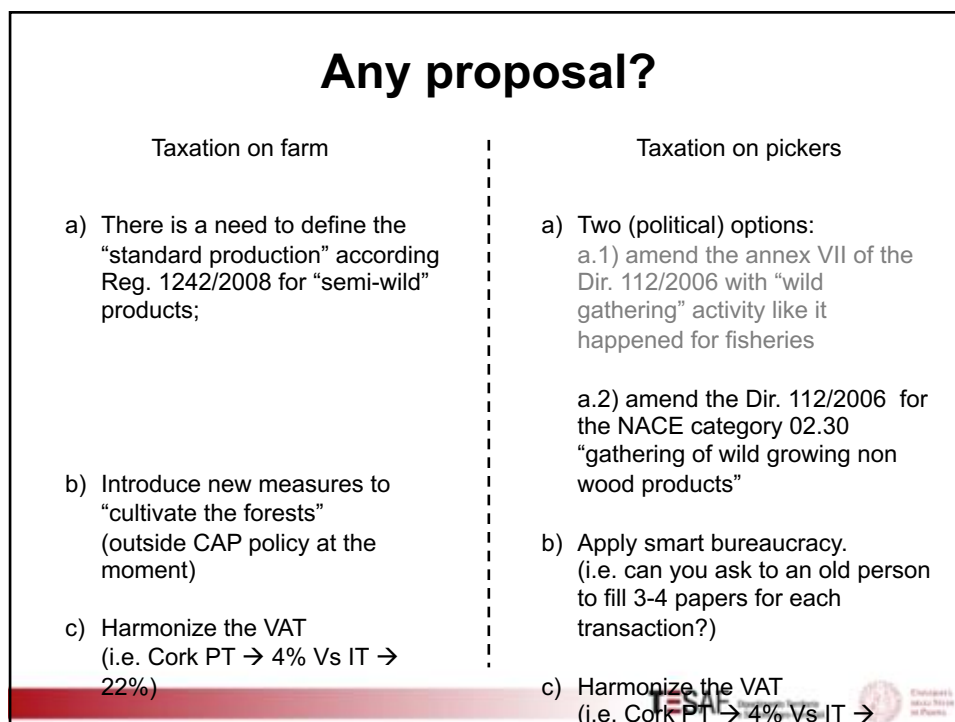 Any proposal?
Taxation on farm
a) There is a need to define the
“standard production” according
Reg. 1242/2008 for “semi-wild”
products;
b) Introduce new measures to
“cultivate the forests”
(outside CAP policy at the
moment)
c) Harmonize the VAT
(i.e. Cork PT → 4% Vs IT →
22%)
Taxation on pickers
a) Two (political) options:
a.1) amend the annex VII of the
Dir. 112/2006 with “wild
gathering” activity like it
happened for fisheries
a.2) amend the Dir. 112/2006 for
the NACE category 02.30
“gathering of wild growing non
wood products”
b) Apply smart bureaucracy.
(i.e. can you ask to an old person
to fill 3-4 papers for each
transaction?)
c) Harmonize the VAT
(i.e. Cork PT → 4% Vs IT →
TESAF